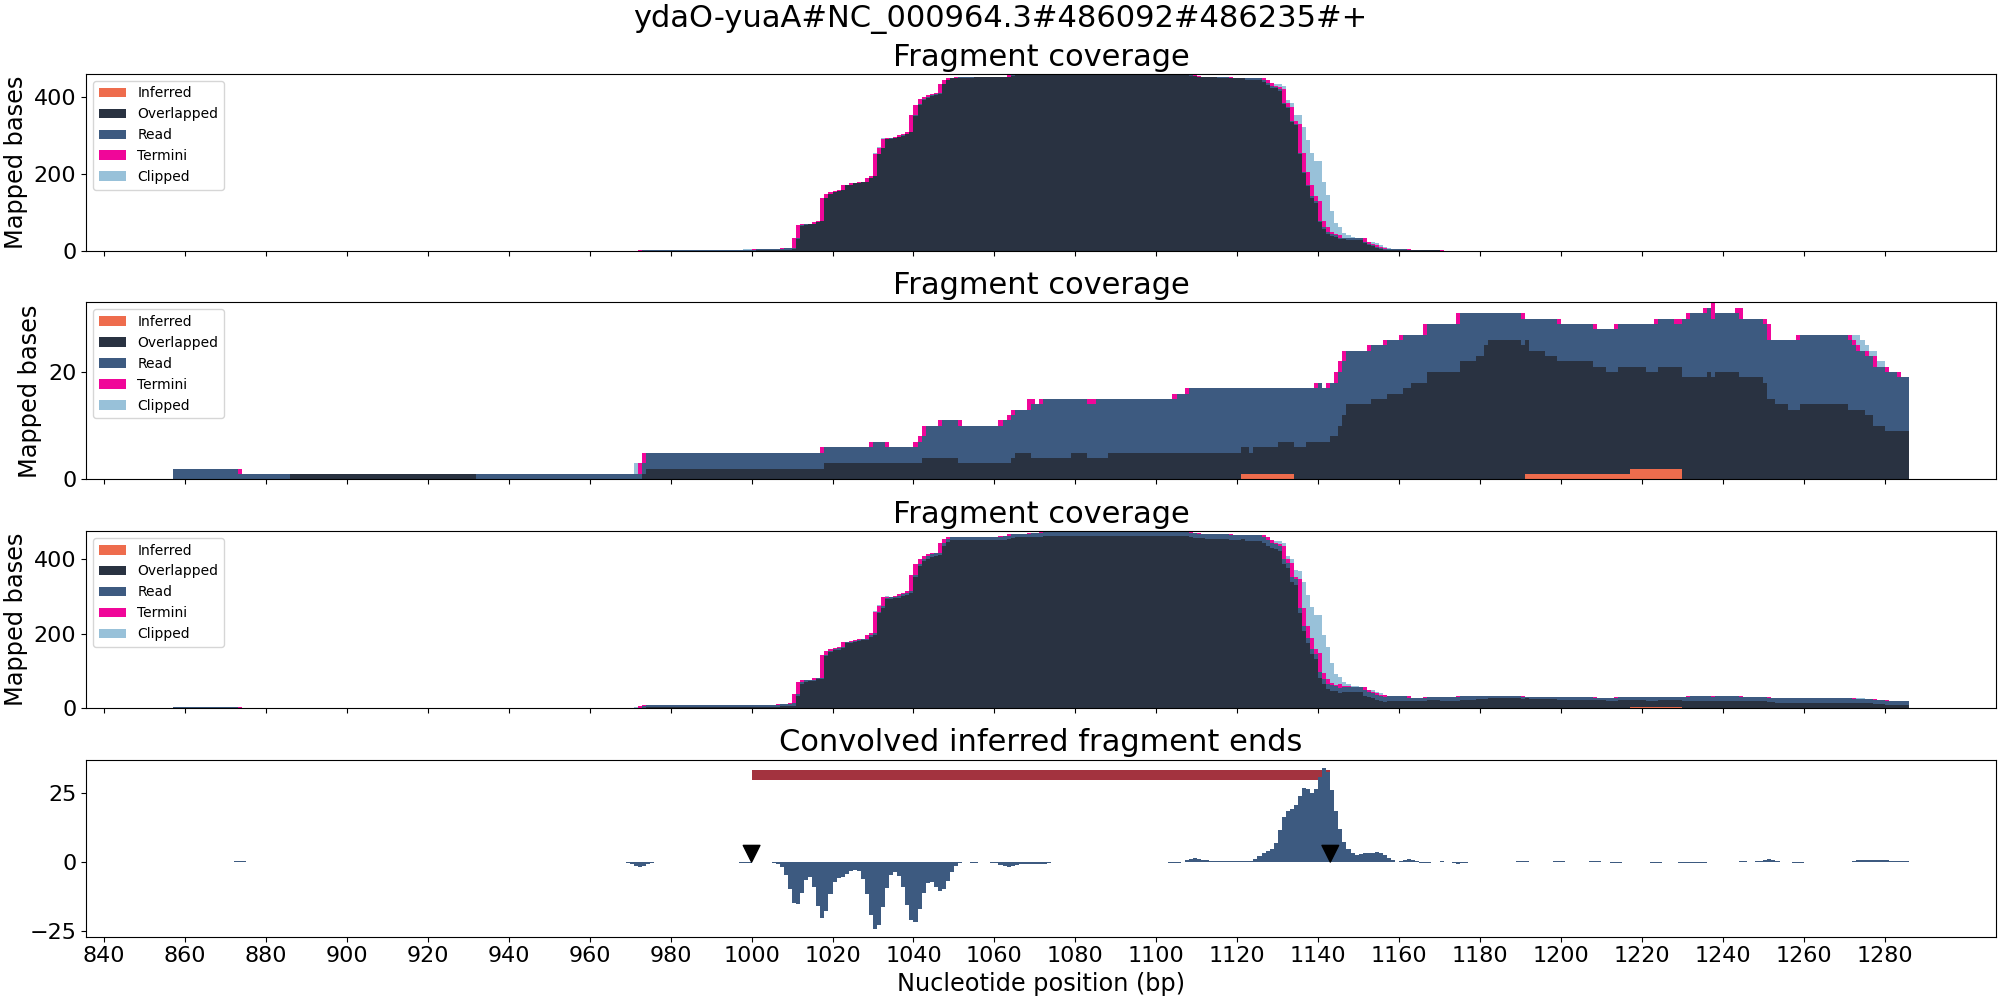 ydaO-yuaA#NC_000964.3#486092#486235#+
Fragment coverage
Mapped bases
400
200
0
Inferred
Overlapped
Read
Termini
Clipped
Fragment coverage
Mapped bases
20
0
Inferred
Overlapped
Read
Termini
Clipped
Fragment coverage
Mapped bases
400
200
0
Inferred
Overlapped
Read
Termini
Clipped
Convolved inferred fragment ends
25
0
−25
840 860 880 900 920 940 960 980 1000 1020 1040 1060 1080 1100 1120 1140 1160 1180 1200 1220 1240 1260 1280
Nucleotide position (bp)